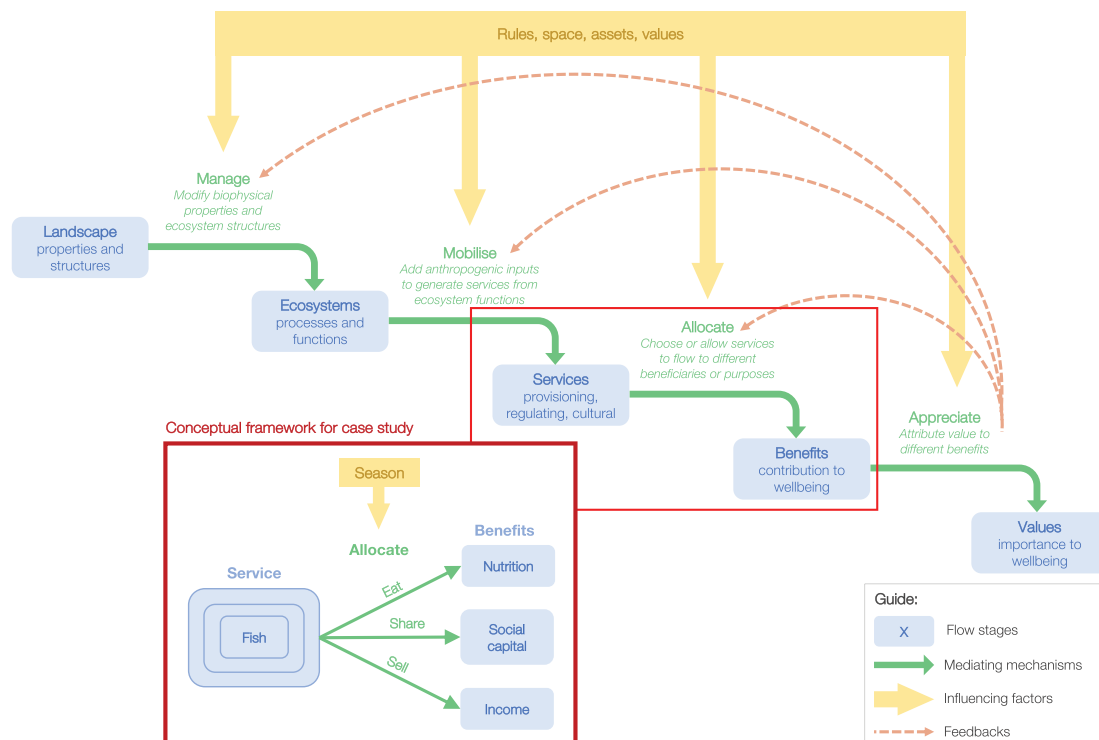 Rules, space, assets, values
Manage
Modify biophysical
properties and
ecosystem structures
Landscape
properties and
structures
Mobilise
Add anthropogenic inputs
to generate services from
ecosystem functions
Ecosystems
processes and
functions
Allocate
Choose or allow services
to flow to different
beneficiaries or purposes
Services
provisioning,
regulating, cultural
Appreciate
Attribute value to
different benefits
Benefits
contribution to
wellbeing
Values
importance to
wellbeing
Conceptual framework for case study
Season
Allocate
Benefits
Service
Fish
Eat
Share
Sell
Nutrition
Social
capital
Income
Guide:
X
Flow stages
Mediating mechanisms
Influencing factors
Feedbacks